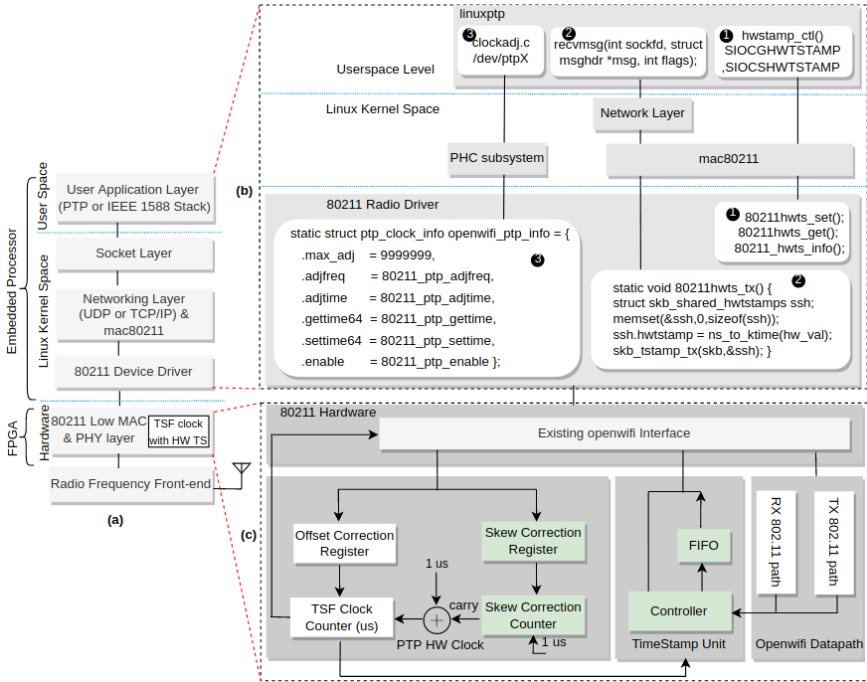 linuxptp
3
clockadj.c
/dev/ptpX
2
recvmsg(int sockfd, struct
msghdr *msg, int flags);
1
hwstamp_ctl()
SIOCGHWTSTAMP
,SIOCSHWTSTAMP
Userspace Level
Linux Kernel Space
Network Layer
PHC subsystem
mac80211
(b)
80211 Radio Driver
static struct ptp_clock_info openwifi_ptp_info = {
.max_adj = 9999999,
.adjfreq = 80211_ptp_adjfreq,
.adjtime = 80211_ptp_adjtime,
.gettime64 = 80211_ptp_gettime,
.settime64 = 80211_ptp_settime,
.enable = 80211_ptp_enable };
3
1
80211hwts_set();
80211hwts_get();
80211_hwts_info();
2
static void 80211hwts_tx() {
struct skb_shared_hwtstamps ssh;
memset(&ssh,0,sizeof(ssh));
ssh.hwtstamp = ns_to_ktime(hw_val);
skb_tstamp_tx(skb,&ssh); }
Embedded Processor
User Space
User Application Layer
(PTP or IEEE 1588 Stack)
Linux Kernel Space
Socket Layer
Networking Layer
(UDP or TCP/IP) &
mac80211
80211 Device Driver
FPGA
Hardware
80211 Low MAC
& PHY layer
TSF clock
with HW TS
Radio Frequency Front-end
(a)
(c)
80211 Hardware
Existing openwifi Interface
Offset Correction
Register
Skew Correction
Register
1 us
TSF Clock
Counter (us)
carry
Skew Correction
Counter
PTP HW Clock
1 us
FIFO
Controller
TimeStamp Unit
RX 802.11 path
TX 802.11 path
Openwifi Datapath